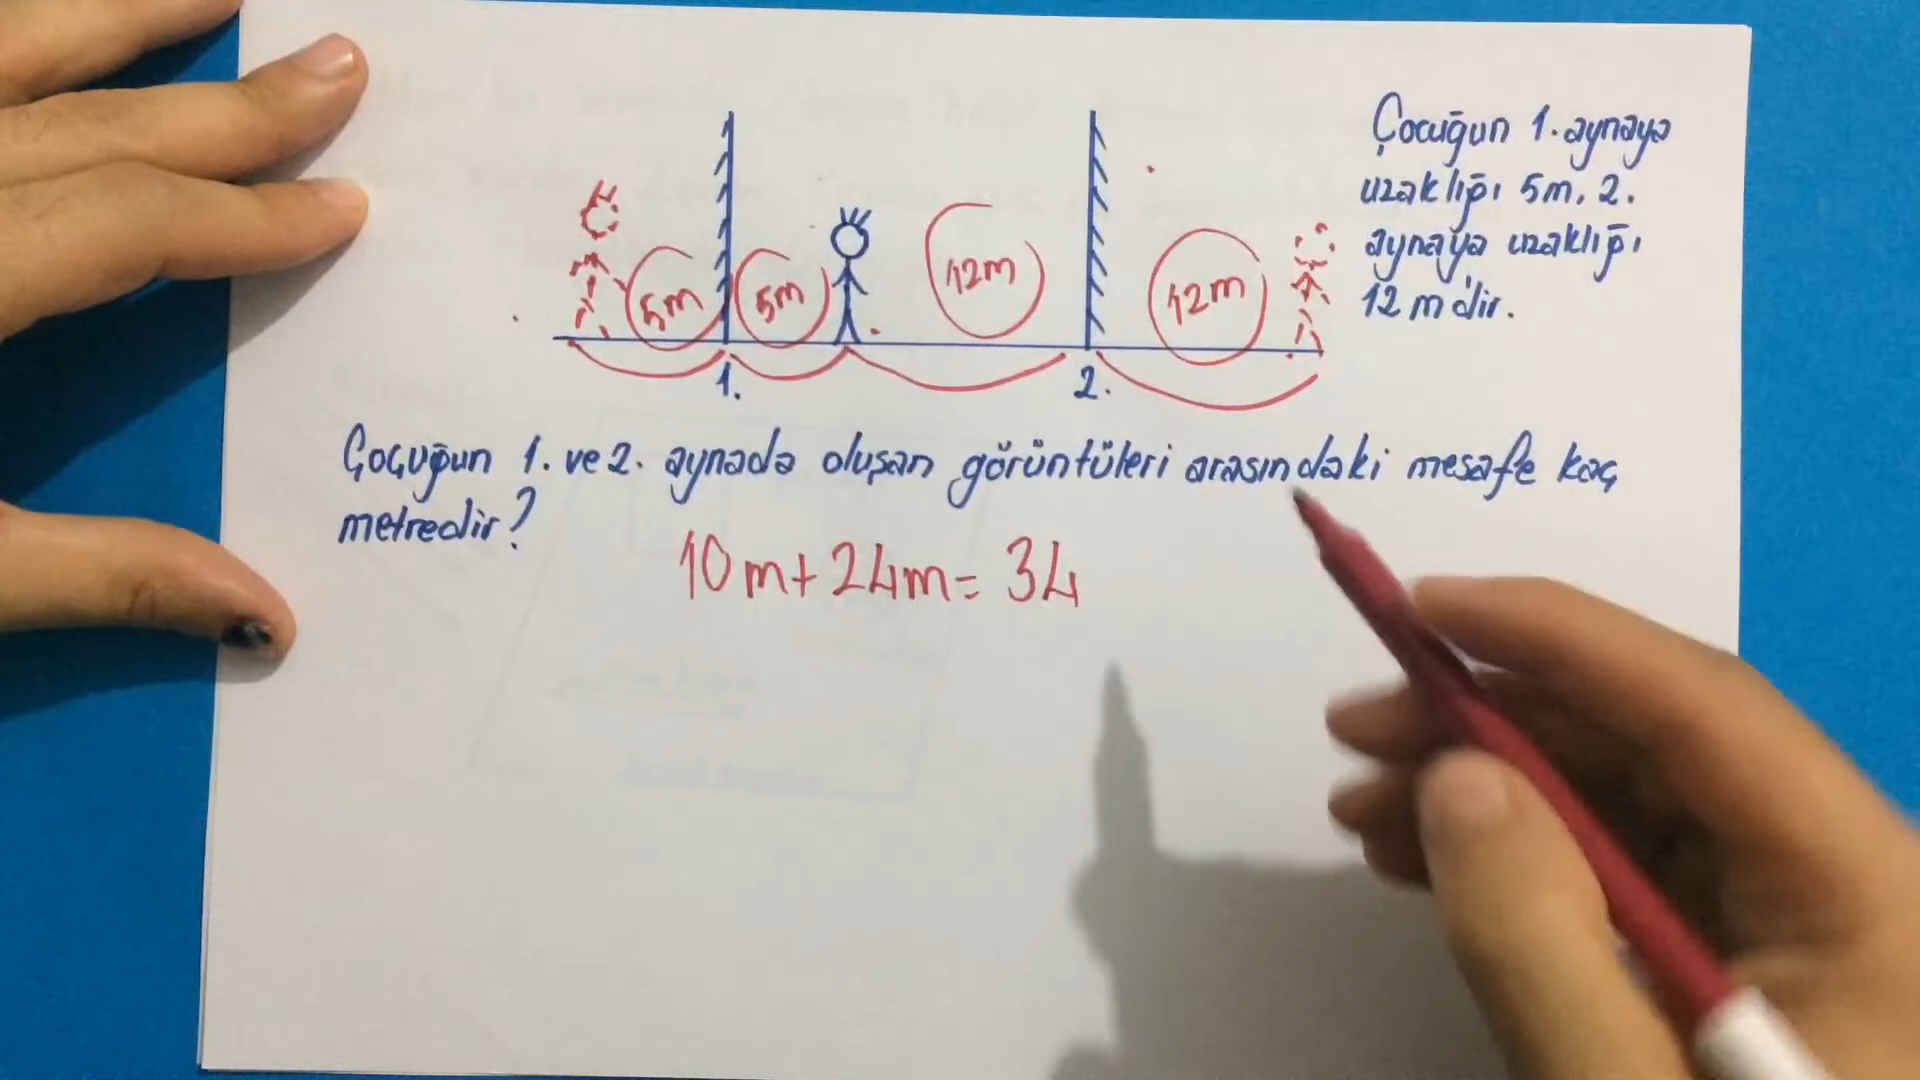 Çocuğun 1. aynaya
uzaklığı 5m, 2.
aynaya uzaklığı
12 m'dir.
5m 5m 12m 12m
1. 2.
Çocuğun 1. ve 2. aynada oluşan görüntüleri arasındaki mesafe kaç
metredir?
10m+24m= 34